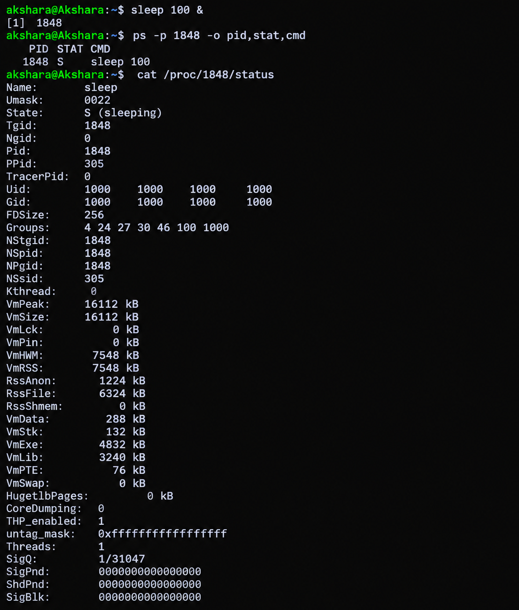 akshara@Akshara:~$ sleep 100 &
[1] 1848
akshara@Akshara:~$ ps -p 1848 -o pid,stat,cmd
PID STAT CMD
1848 S sleep 100
akshara@Akshara:~$ cat /proc/1848/status
Name: sleep
Umask: 0022
State: S (sleeping)
Tgid: 1848
Ngid: 0
Pid: 1848
PPid: 305
TracerPid: 0
Uid: 1000 1000 1000 1000
Gid: 1000 1000 1000 1000
FDSize: 256
Groups: 4 24 27 30 46 100 1000
NStgid: 1848
NSpid: 1848
NPgid: 1848
NSsid: 305
Kthread: 0
VmPeak: 16112 kB
VmSize: 16112 kB
VmLck: 0 kB
VmPin: 0 kB
VmHWM: 7548 kB
VmRSS: 7548 kB
RssAnon: 1224 kB
RssFile: 6324 kB
RssShmem: 0 kB
VmData: 288 kB
VmStk: 132 kB
VmExe: 4832 kB
VmLib: 3240 kB
VmPTE: 76 kB
VmSwap: 0 kB
HugetlbPages: 0 kB
CoreDumping: 0
THP_enabled: 1
untag_mask: 0xfffffffffffffffff
Threads: 1
SigQ: 1/31047
SigPnd: 0000000000000000
ShdPnd: 0000000000000000
SigBlk: 0000000000000000